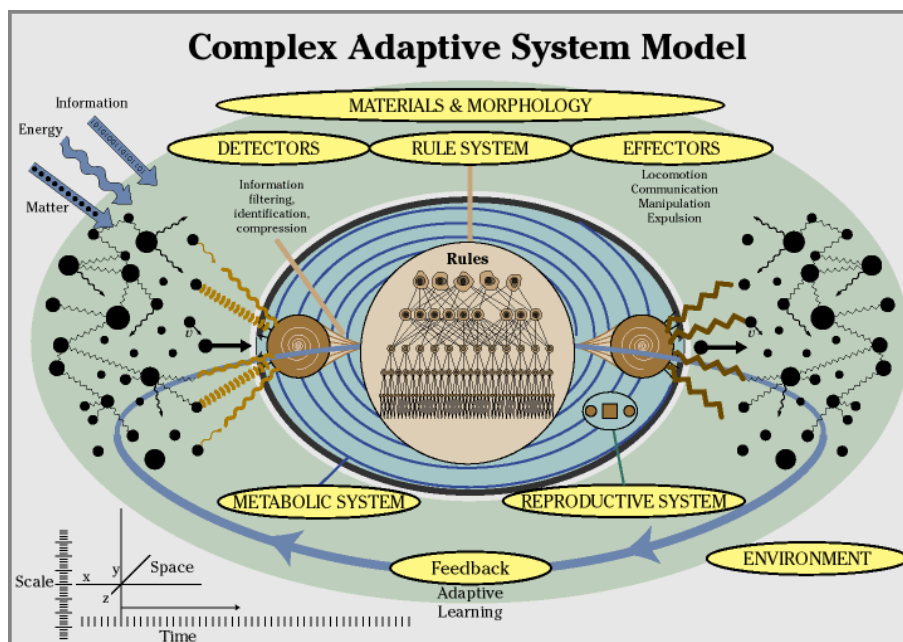 Complex Adaptive System Model
Information
Energy
Matter
MATERIALS & MORPHOLOGY
DETECTORS
RULE SYSTEM
EFFECTORS
Information
filtering,
identification,
compression
Locomotion
Communication
Manipulation
Expulsion
Rules
υ
υ
METABOLIC SYSTEM
REPRODUCTIVE SYSTEM
ENVIRONMENT
Feedback
Adaptive
Learning
Scale
x
y
z
Space
Time